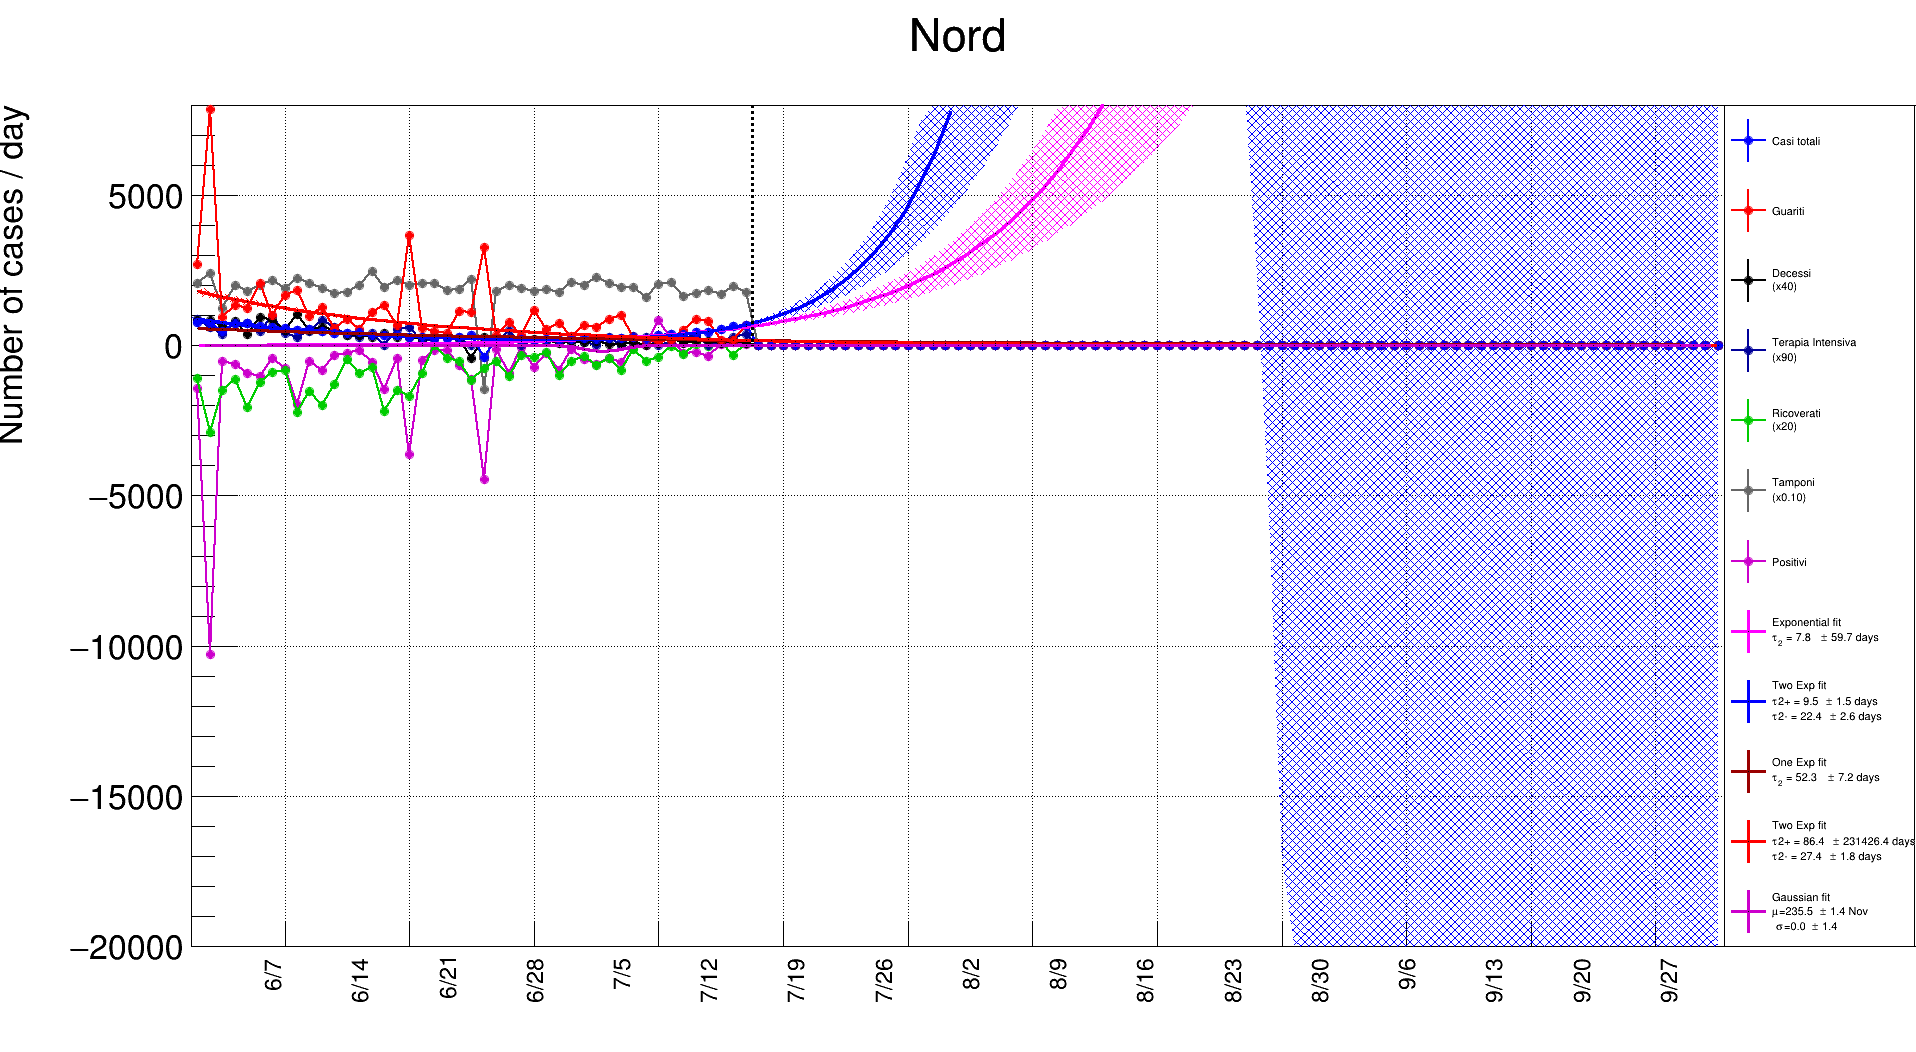 Nord
Number of cases / day
5000
0
−5000
−10000
−15000
−20000
6/7
6/14
6/21
6/28
7/5
7/12
7/19
7/26
8/2
8/9
8/16
8/23
8/30
9/6
9/13
9/20
9/27
Casi totali
Guariti
Decessi
(x40)
Terapia Intensiva
(x90)
Ricoverati
(x20)
Tamponi
(x0.10)
Positivi
Exponential fit
τ2 = 7.8 ± 59.7 days
Two Exp fit
τ2+ = 9.5 ± 1.5 days
τ2- = 22.4 ± 2.6 days
One Exp fit
τ2 = 52.3 ± 7.2 days
Two Exp fit
τ2+ = 86.4 ± 231426.4 days
τ2- = 27.4 ± 1.8 days
Gaussian fit
μ=235.5 ± 1.4 Nov
σ=0.0 ± 1.4